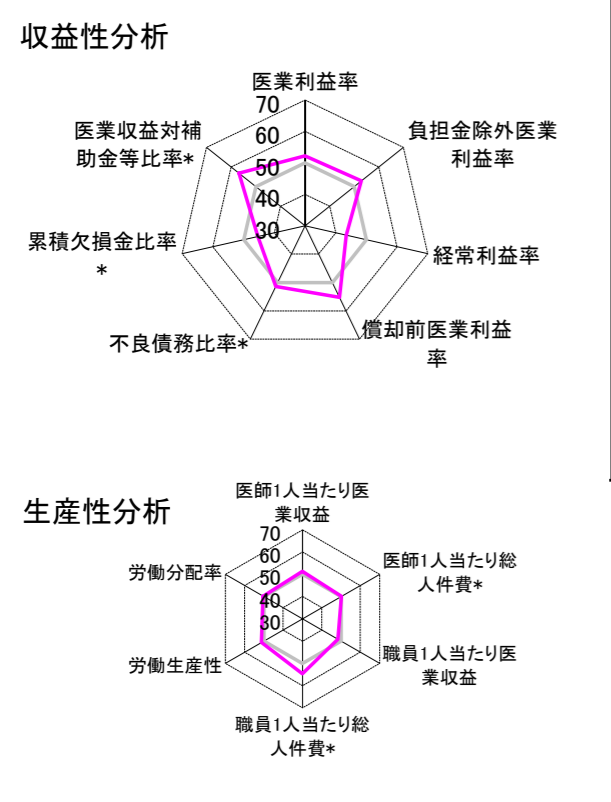 収益性分析
医業利益率
70
60
50
40
30
負担金除外医業
利益率
経常利益率
償却前医業利益
率
不良債務比率*
累積欠損金比率
*
医業収益対補
助金等比率*
生産性分析
医師1人当たり医
業収益
70
60
50
40
30
医師1人当たり総
人件費*
職員1人当たり医
業収益
職員1人当たり総
人件費*
労働生産性
労働分配率